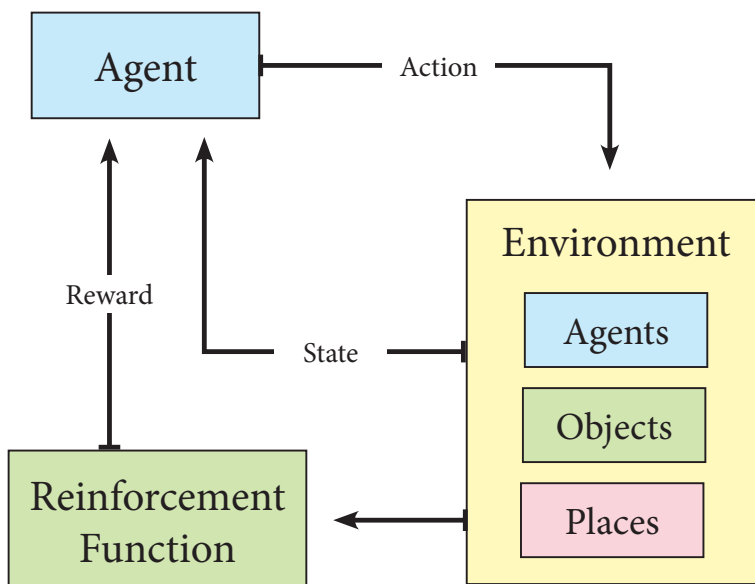 Agent
Action
Environment
Reward
Agents
State
Objects
Reinforcement
Function
Places